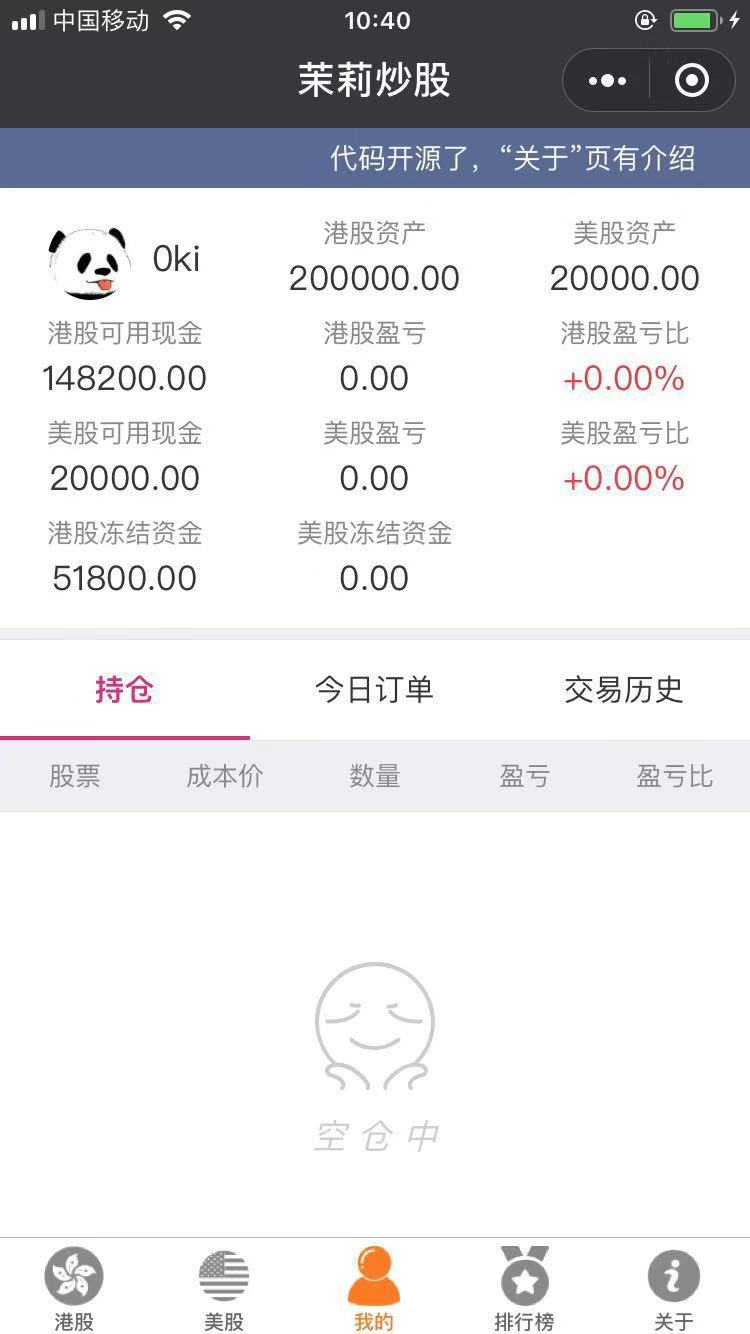 中国移动 10:40
茉莉炒股
代码开源了，“关于”页有介绍
0ki
港股资产 美股资产
200000.00 20000.00
港股可用现金 港股盈亏 港股盈亏比
148200.00 0.00 +0.00%
美股可用现金 美股盈亏 美股盈亏比
20000.00 0.00 +0.00%
港股冻结资金 美股冻结资金
51800.00 0.00
持仓 今日订单 交易历史
股票 成本价 数量 盈亏 盈亏比
空仓中
港股 美股 我的 排行榜 关于